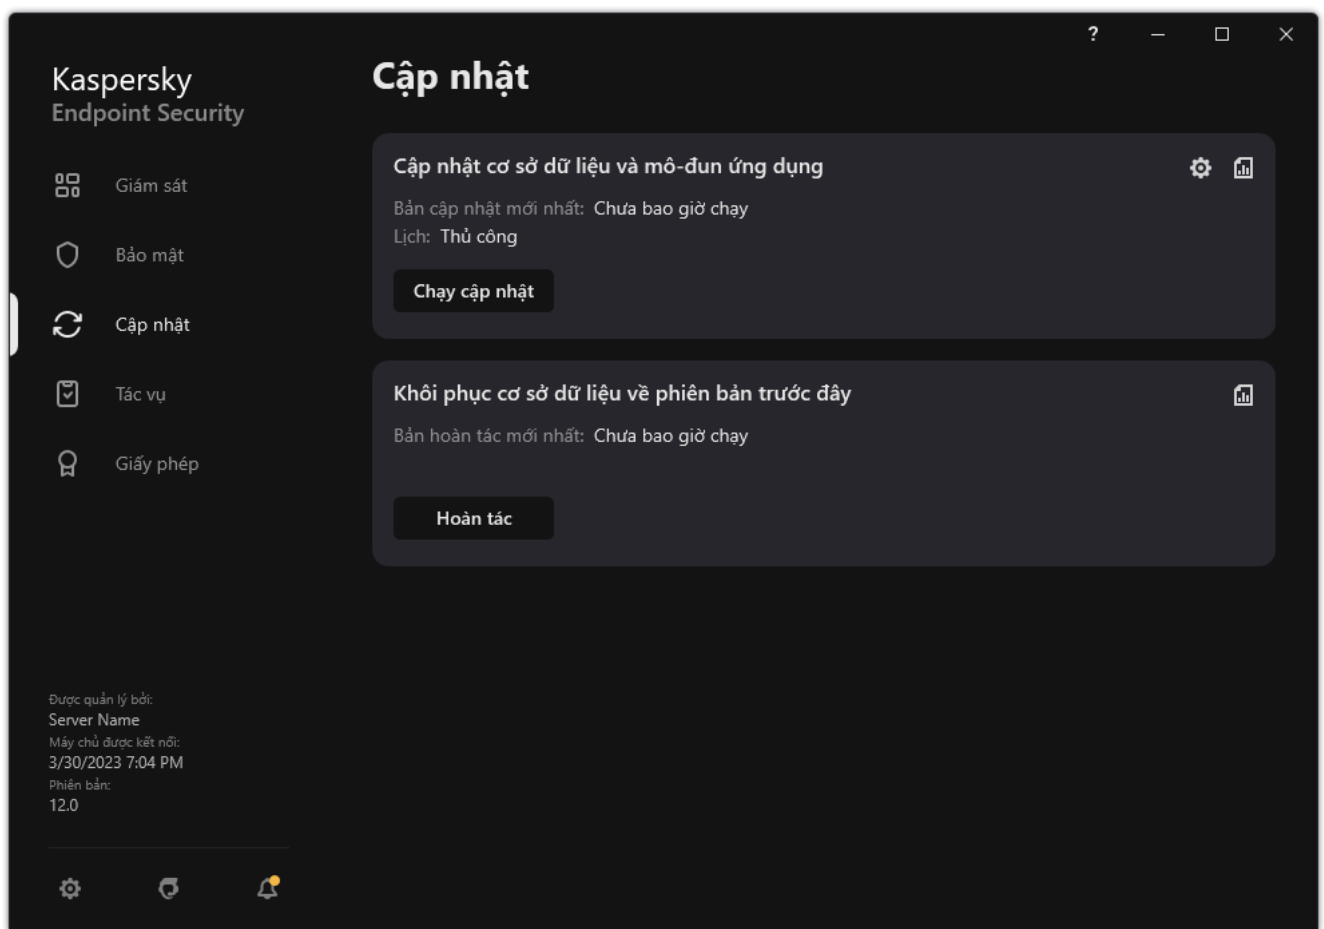 ?
Kaspersky
Endpoint Security
Giám sát
Bảo mật
Cập nhật
Tác vụ
Giấy phép
Được quản lý bởi:
Server Name
Máy chủ được kết nối:
3/30/2023 7:04 PM
Phiên bản:
12.0
Cập nhật
Cập nhật cơ sở dữ liệu và mô-đun ứng dụng
Bản cập nhật mới nhất: Chưa bao giờ chạy
Lịch: Thủ công
Chạy cập nhật
Khôi phục cơ sở dữ liệu về phiên bản trước đây
Bản hoàn tác mới nhất: Chưa bao giờ chạy
Hoàn tác